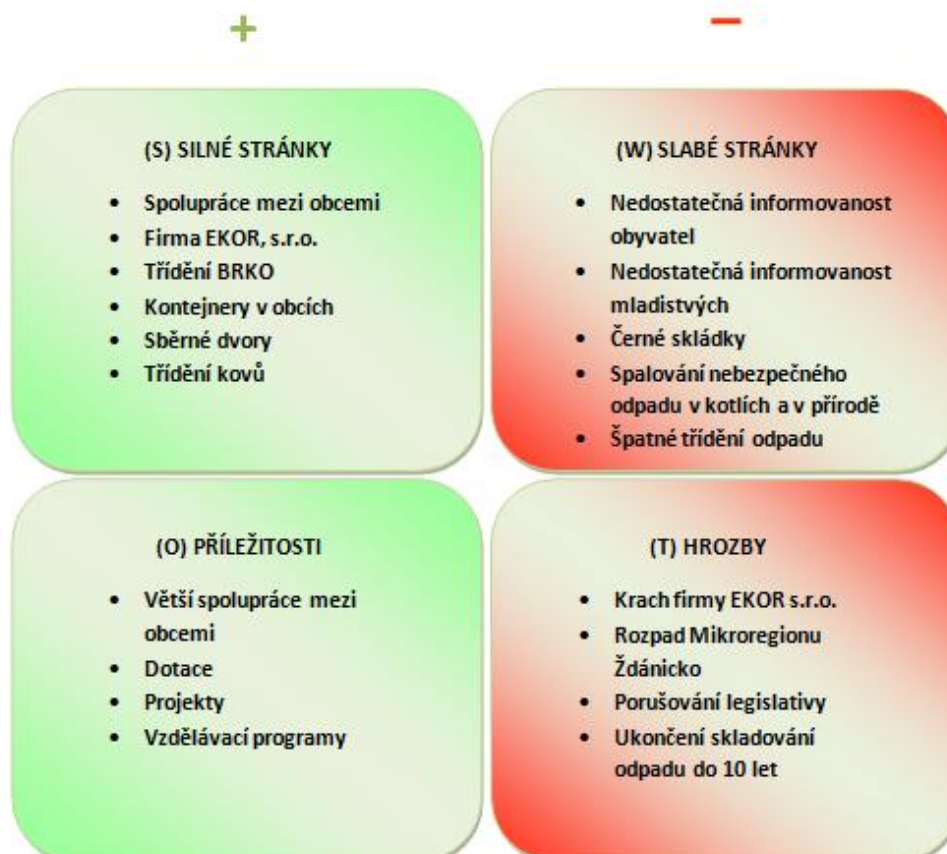 +
–
(S) SILNÉ STRÁNKY
• Spolupráce mezi obcemi
• Firma EKOR, s.r.o.
• Třídění BRKO
• Kontejnery v obcích
• Sběrné dvory
• Třídění kovů
(W) SLABÉ STRÁNKY
• Nedostatečná informovanost
obyvatel
• Nedostatečná informovanost
mladistvých
• Černé skládky
• Spalování nebezpečného
odpadu v kotlích a v přírodě
• Špatné třídění odpadu
(O) PŘÍLEŽITOSTI
• Větší spolupráce mezi
obcemi
• Dotace
• Projekty
• Vzdělávací programy
(T) HROZBY
• Krach firmy EKOR s.r.o.
• Rozpad Mikroregionu
Ždánicko
• Porušování legislativy
• Ukončení skladování
odpadu do 10 let